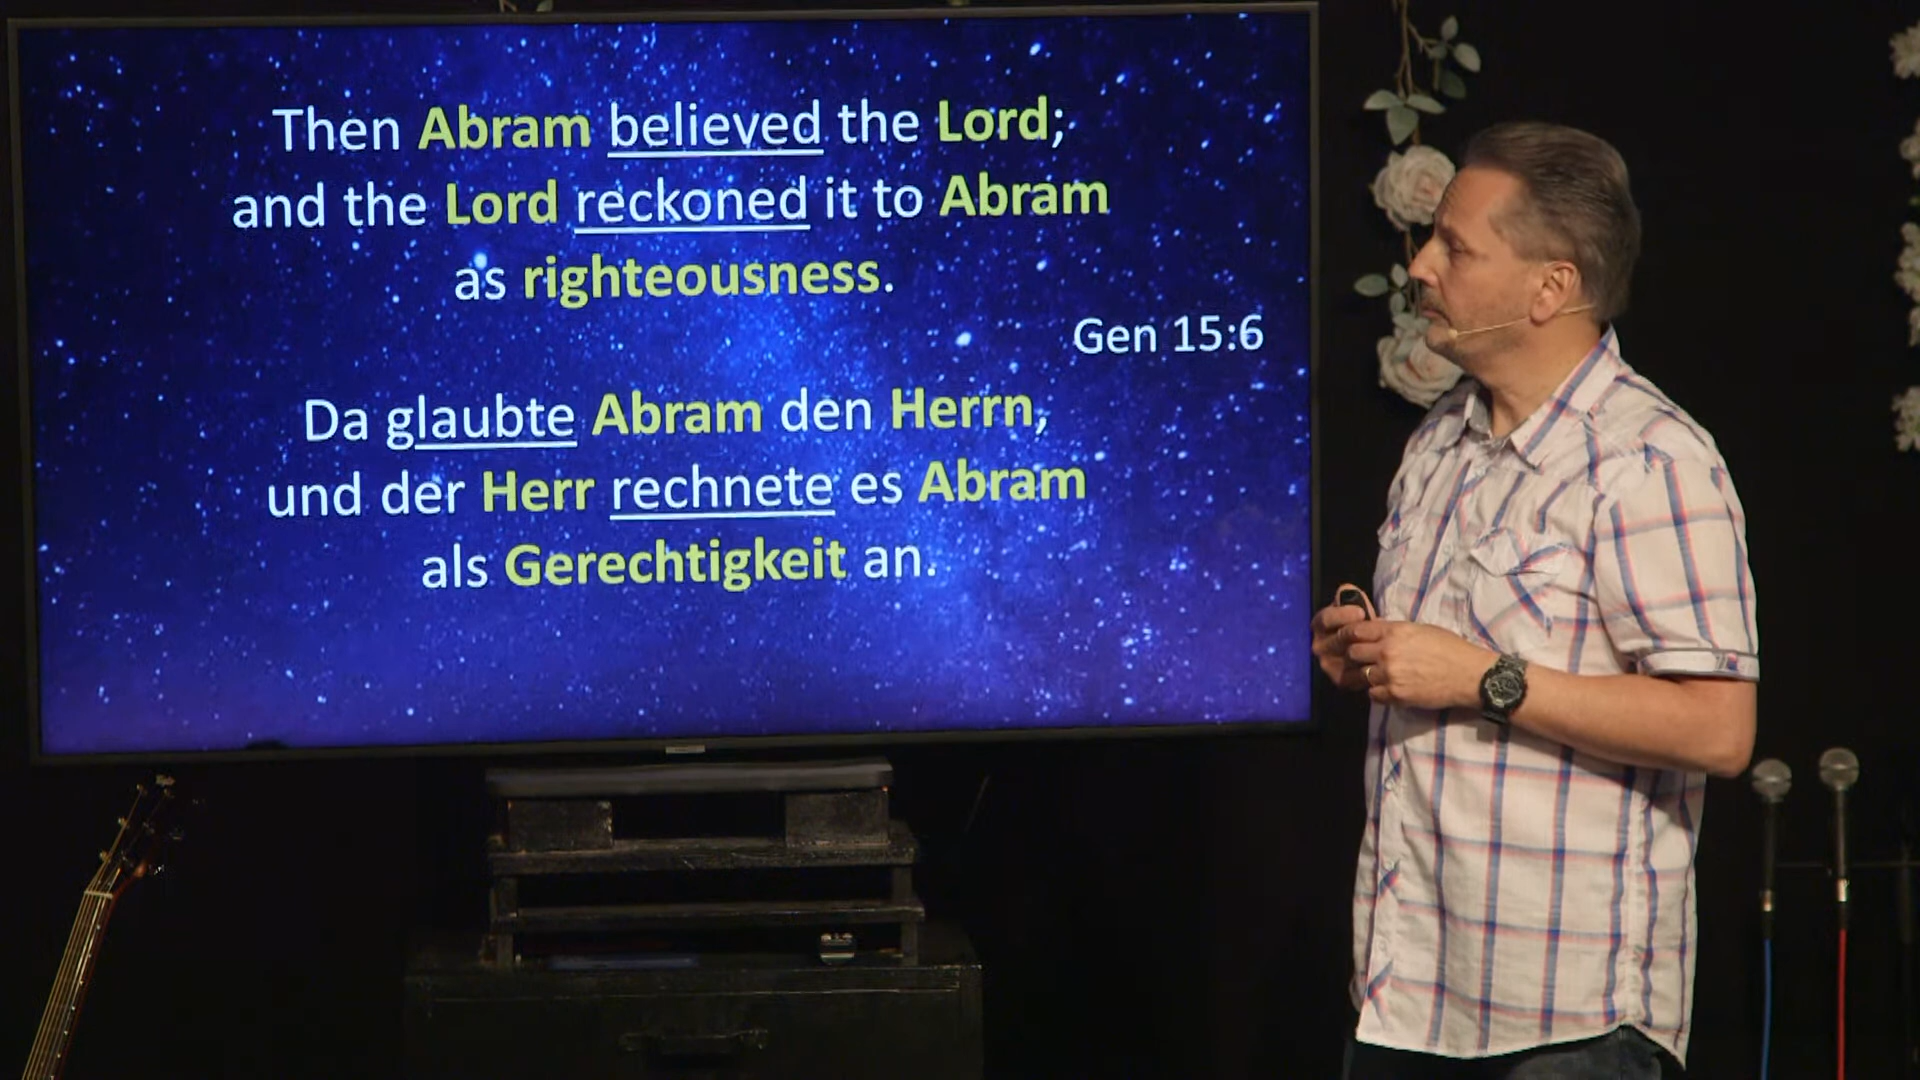 Then Abram believed the Lord;
and the Lord reckoned it to Abram
as righteousness.
Gen 15:6
Da glaubte Abram den Herrn,
und der Herr rechnete es Abram
als Gerechtigkeit an.